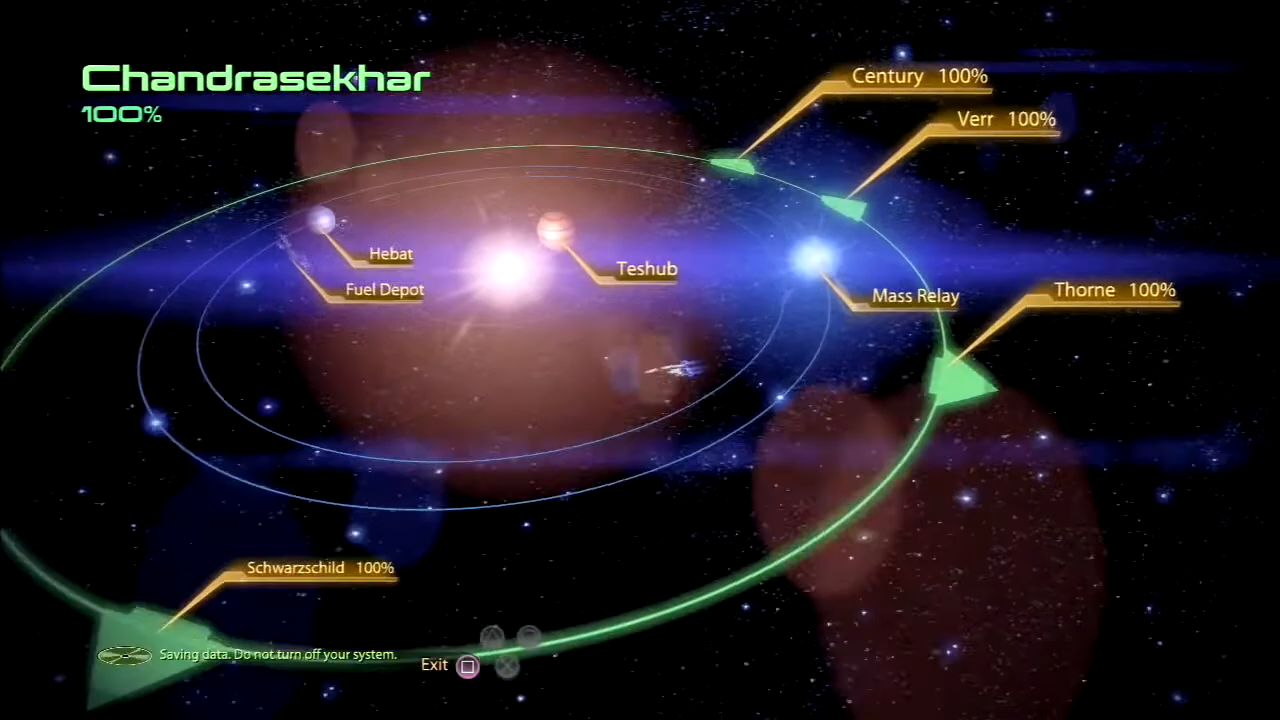 Chandrasekhar
100%
Century 100%
Verr 100%
Hebat
Teshub
Fuel Depot
Mass Relay
Thorne 100%
Schwarzschild 100%
Saving data. Do not turn off your system.
Exit